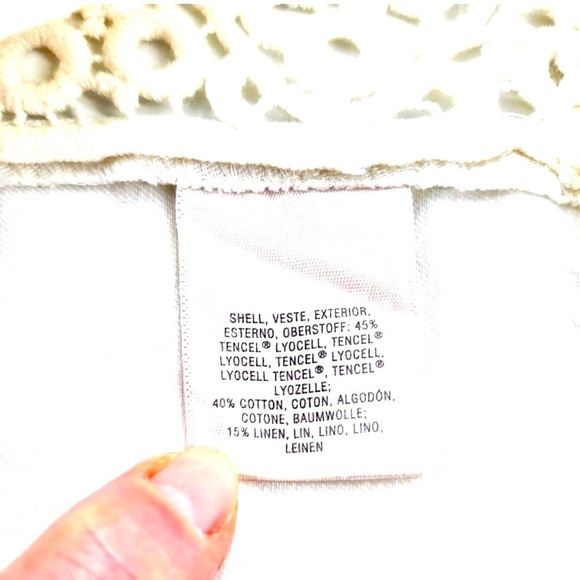 SHELL, VESTE, EXTERIOR,
ESTERNO, OBERSTOFF: 45%
TENCEL® LYOCELL, TENCEL®
LYOCELL, TENCEL® LYOCELL,
LYOCELL TENCEL®, TENCEL®
LYOZELLE;
40% COTTON, COTON, ALGODÓN,
COTONE, BAUMWOLLE;
15% LINEN, LIN, LINO, LINO,
LEINEN